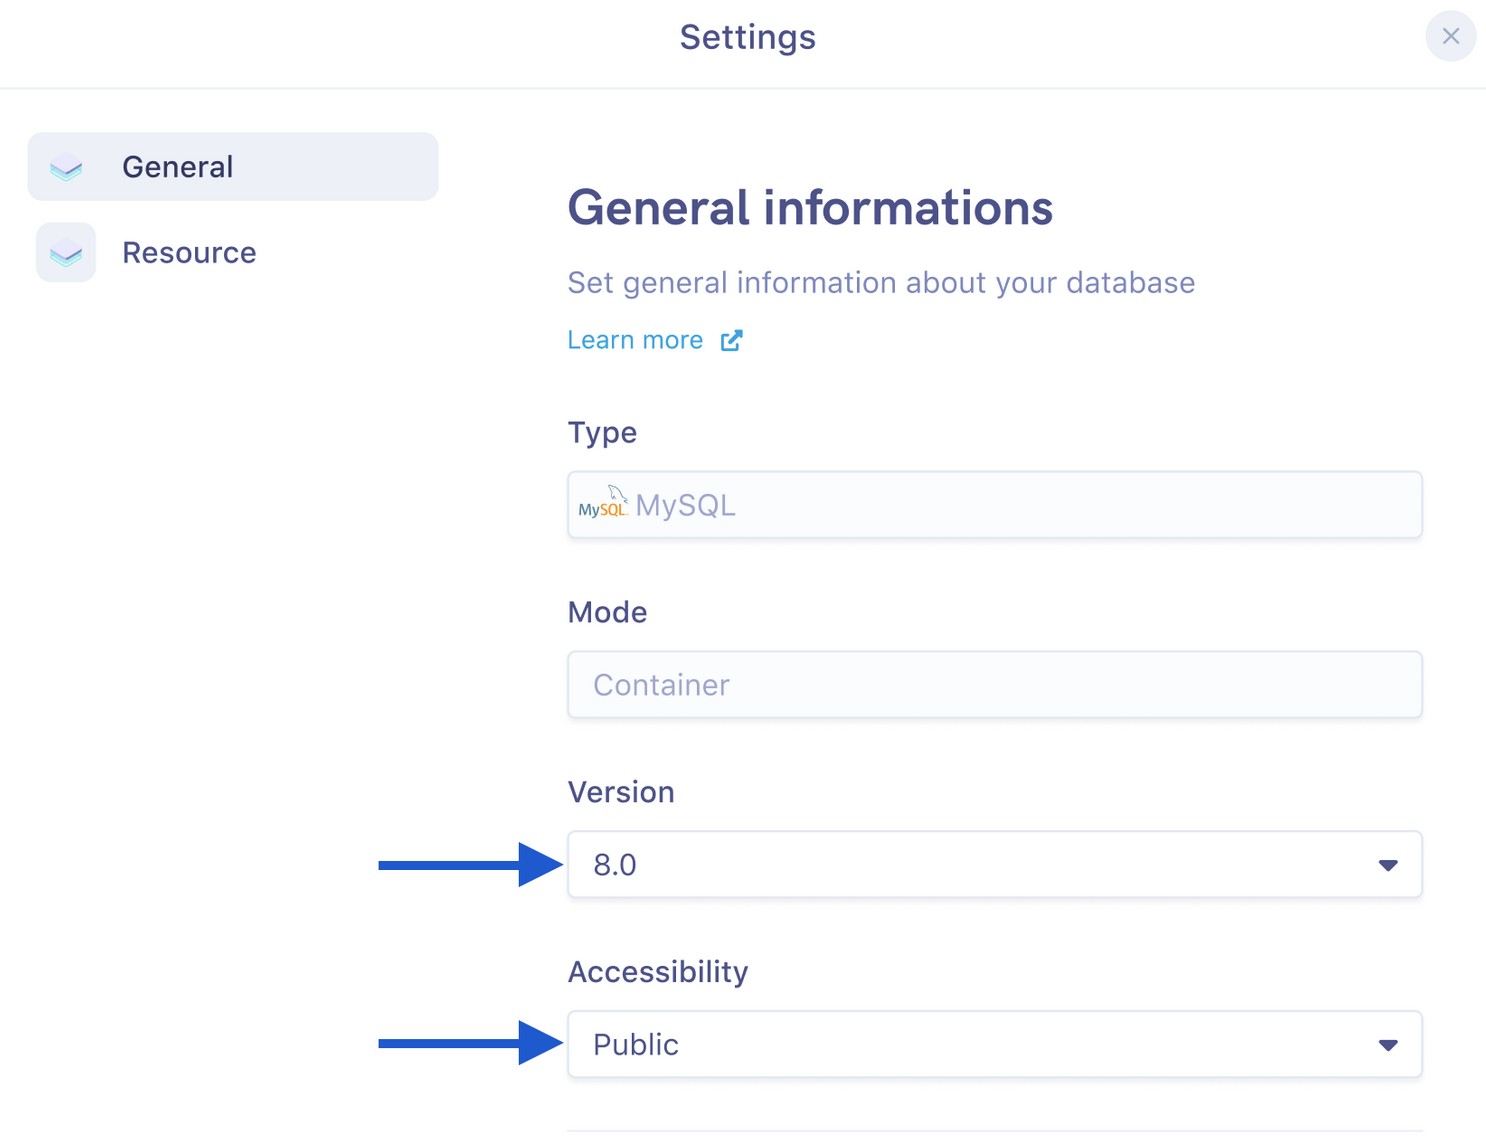 Settings
General
Resource
General informations
Set general information about your database
Learn more
Type
MySQL MySQL
Mode
Container
Version
8.0
Accessibility
Public